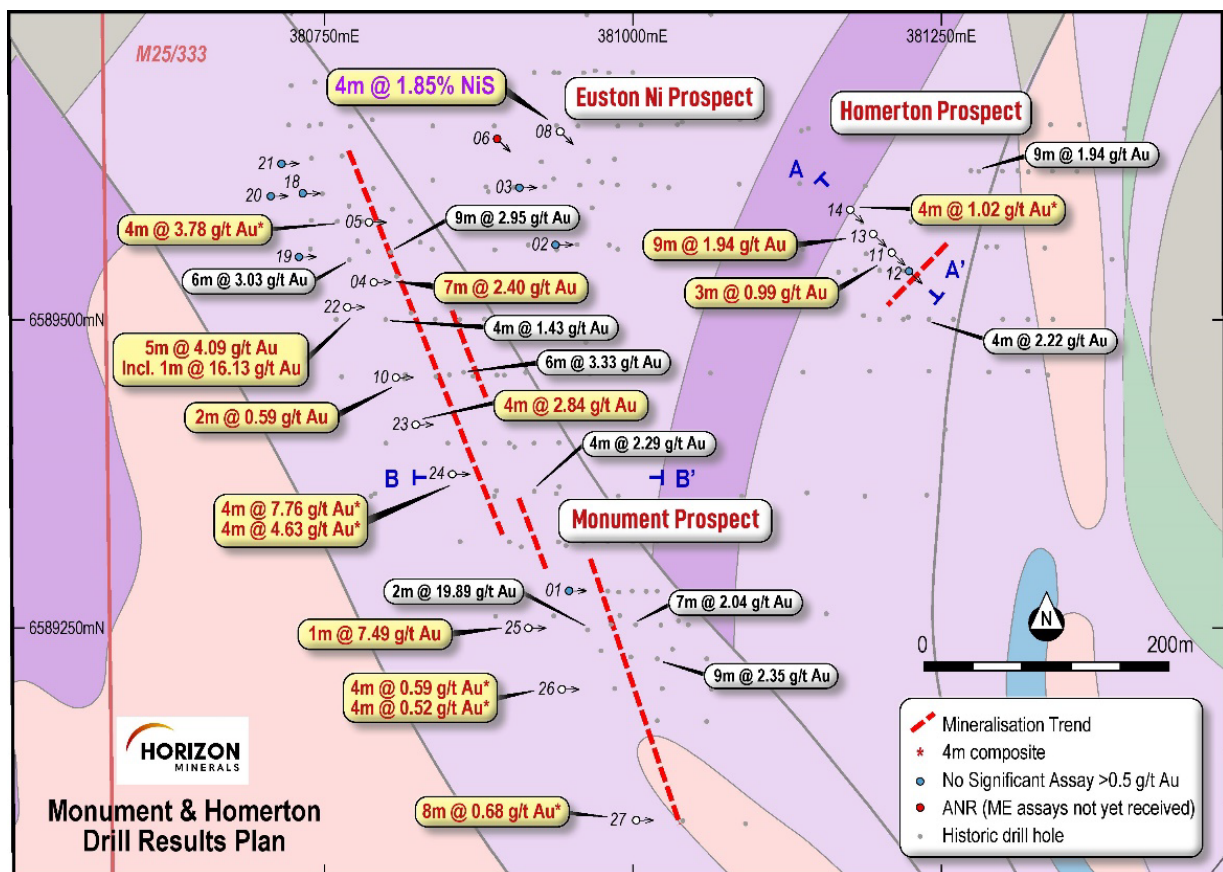 380750mE
381000mE
381250mE
M25/333
4m @ 1.85% NiS
Euston Ni Prospect
Homerton Prospect
08
06
9m @ 1.94 g/t Au
21
A
20
18
03
14
4m @ 1.02 g/t Au*
4m @ 3.78 g/t Au*
05
9m @ 2.95 g/t Au
13
9m @ 1.94 g/t Au
02
11
19
12
A'
6m @ 3.03 g/t Au
04
7m @ 2.40 g/t Au
3m @ 0.99 g/t Au
22
6589500mN
4m @ 1.43 g/t Au
4m @ 2.22 g/t Au
5m @ 4.09 g/t Au
Incl. 1m @ 16.13 g/t Au
6m @ 3.33 g/t Au
10
2m @ 0.59 g/t Au
4m @ 2.84 g/t Au
23
4m @ 2.29 g/t Au
B
24
B'
4m @ 7.76 g/t Au*
4m @ 4.63 g/t Au*
Monument Prospect
01
2m @ 19.89 g/t Au
7m @ 2.04 g/t Au
6589250mN
1m @ 7.49 g/t Au
25
N
0
200m
9m @ 2.35 g/t Au
4m @ 0.59 g/t Au*
4m @ 0.52 g/t Au*
26
HORIZON
MINERALS
Monument & Homerton
Drill Results Plan
8m @ 0.68 g/t Au*
27
Mineralisation Trend
* 4m composite
No Significant Assay >0.5 g/t Au
ANR (ME assays not yet received)
Historic drill hole